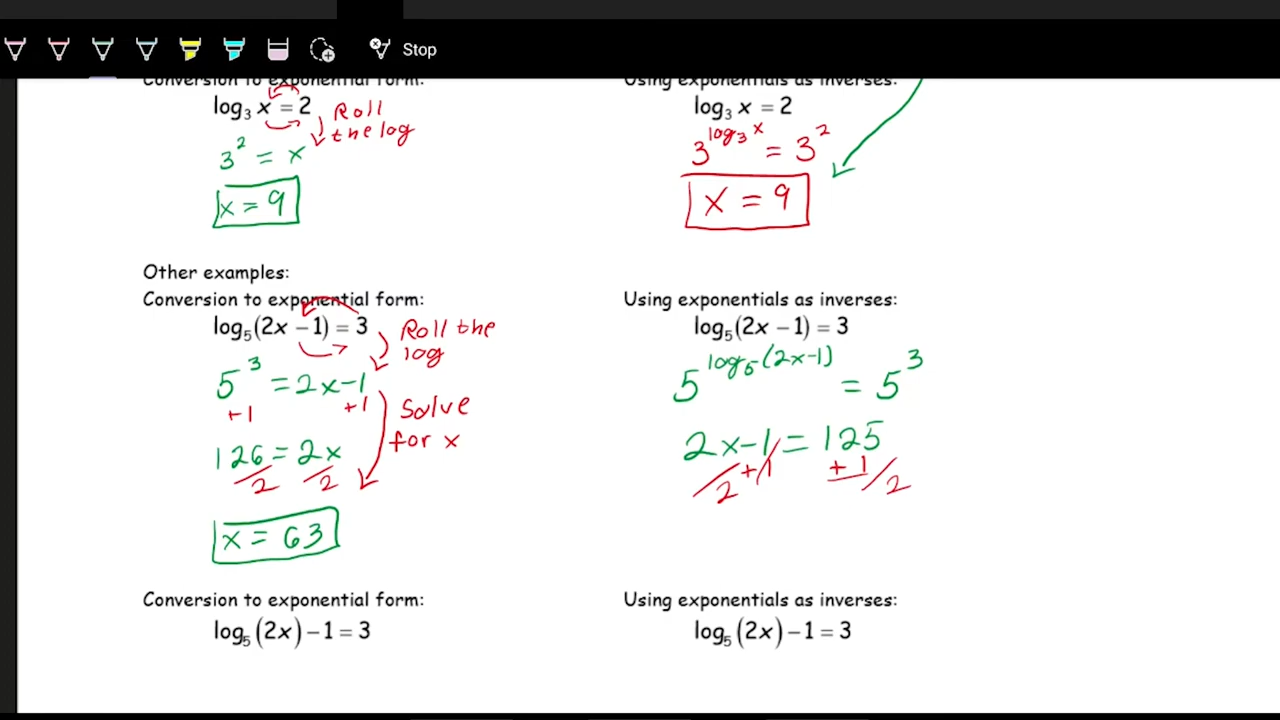 Stop
Conversion to exponential form:
log₃ x = 2
Roll
the log
3² = x
x = 9
Using exponentials as inverses:
log₃ x = 2
3^(log₃ x) = 3²
x = 9
Other examples:
Conversion to exponential form:
log₅(2x − 1) = 3
Roll the
log
5³ = 2x−1
+1 +1
Solve
for x
126 = 2x
/2 /2
x = 63
Using exponentials as inverses:
log₅(2x − 1) = 3
5^(log₅(2x−1)) = 5³
2x−1 = 125
/2 +1 +1 /2
Conversion to exponential form:
log₅(2x) − 1 = 3
Using exponentials as inverses:
log₅(2x) − 1 = 3